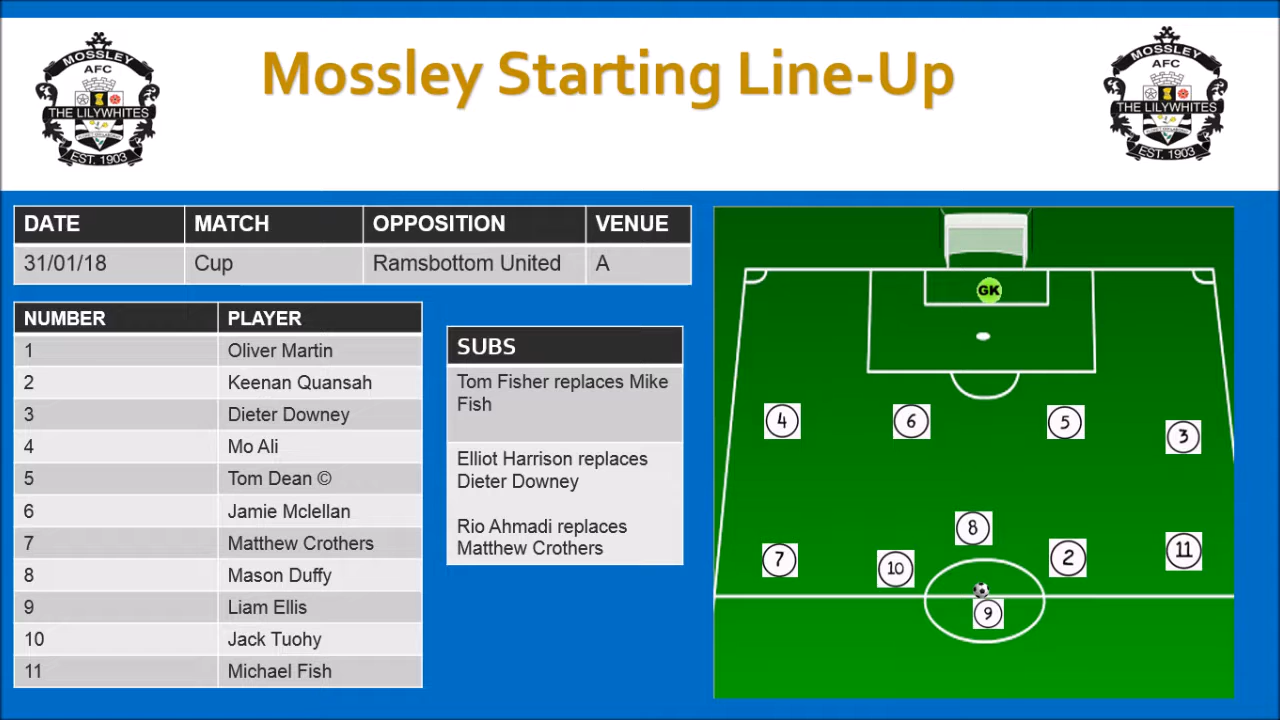 MOSSLEY
AFC
THE LILYWHITES
EST. 1903
Mossley Starting Line-Up
MOSSLEY
AFC
THE LILYWHITES
EST. 1903
DATE MATCH OPPOSITION VENUE
31/01/18 Cup Ramsbottom United A
NUMBER PLAYER
1 Oliver Martin
2 Keenan Quansah
3 Dieter Downey
4 Mo Ali
5 Tom Dean ©
6 Jamie Mclellan
7 Matthew Crothers
8 Mason Duffy
9 Liam Ellis
10 Jack Tuohy
11 Michael Fish
SUBS
Tom Fisher replaces Mike
Fish
Elliot Harrison replaces
Dieter Downey
Rio Ahmadi replaces
Matthew Crothers
GK
4 6 5 3
8
7 10 2 11
9